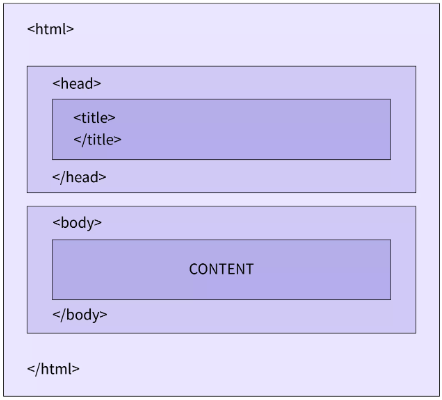 <html>
<head>
<title>
</title>
</head>
<body>
CONTENT
</body>
</html>